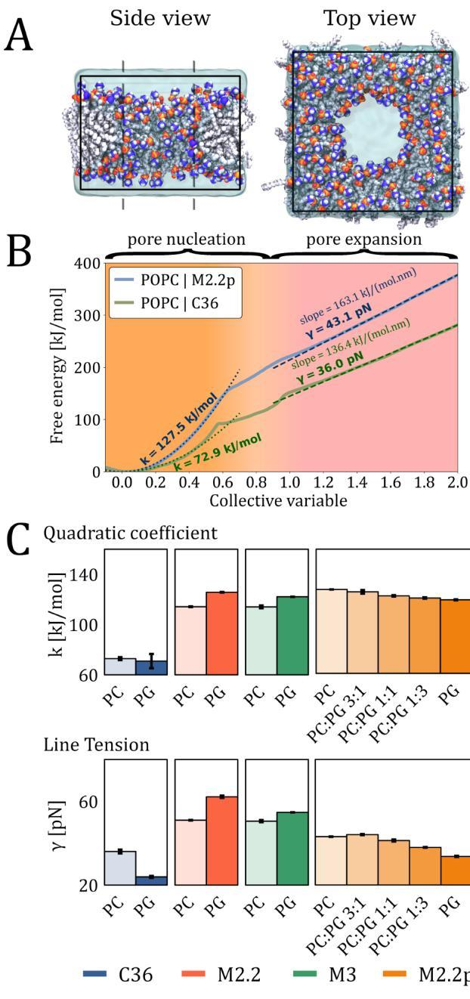 Side view
Top view
A
B
pore nucleation
pore expansion
400
300
200
100
0
Free energy [kJ/mol]
POPC | M2.2p
POPC | C36
slope = 163.1 kJ/(mol.nm)
γ = 43.1 pN
slope = 136.4 kJ/(mol.nm)
γ = 36.0 pN
k = 127.5 kJ/mol
k = 72.9 kJ/mol
0.0 0.2 0.4 0.6 0.8 1.0 1.2 1.4 1.6 1.8 2.0
Collective variable
C
Quadratic coefficient
k [kJ/mol]
140
100
60
PC PG PC PG PC PG PC PC:PG 3:1 PC:PG 1:1 PC:PG 1:3 PG
Line Tension
γ [pN]
60
20
PC PG PC PG PC PG PC PC:PG 3:1 PC:PG 1:1 PC:PG 1:3 PG
C36 M2.2 M3 M2.2p